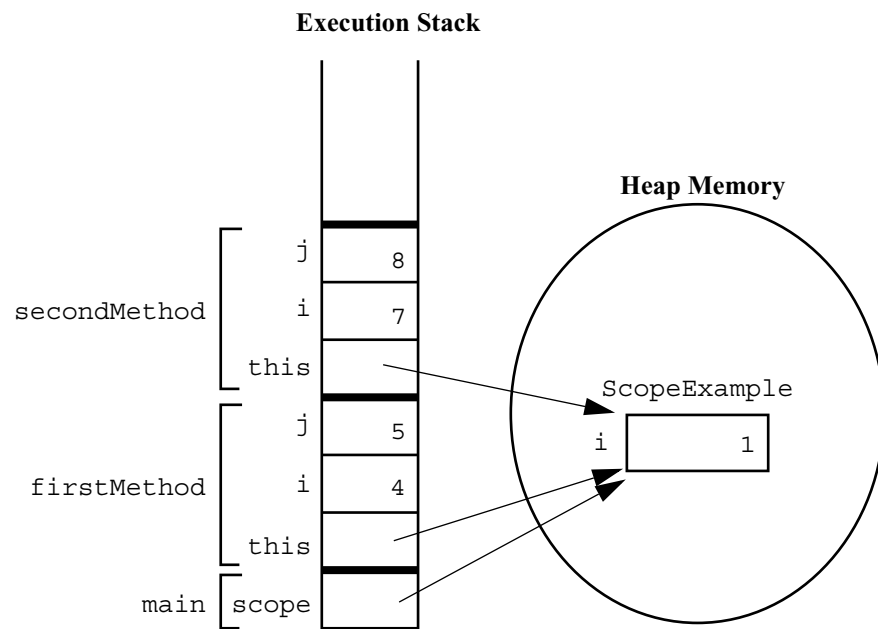 Execution Stack
Heap Memory
j 8
secondMethod i 7
this
ScopeExample
i 1
j 5
firstMethod i 4
this
main scope